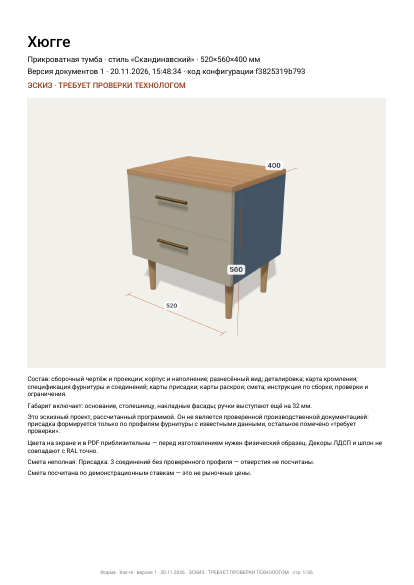 Хюгге
Прикроватная тумба · стиль «Скандинавский» · 520×560×400 мм
Версия документов 1 · 20.11.2026, 15:48:34 · код конфигурации f3825319b793
ЭСКИЗ · ТРЕБУЕТ ПРОВЕРКИ ТЕХНОЛОГОМ
400
560
520
Состав: сборочный чертёж и проекции; корпус и наполнение; разнесённый вид; деталировка; карта кромления;
спецификация фурнитуры и соединений; карты присадки; карты раскроя; смета; инструкция по сборке; проверки и
ограничения.
Габарит включает: основание, столешницу, накладные фасады; ручки выступают ещё на 32 мм.
Это эскизный проект, рассчитанный программой. Он не является проверенной производственной документацией:
присадка формируется только по профилям фурнитуры с известными данными, остальное помечено «требует
проверки».
Цвета на экране и в PDF приблизительны — перед изготовлением нужен физический образец. Декоры ЛДСП и шпон не
совпадают с RAL точно.
Смета неполная: Присадка: 3 соединений без проверенного профиля — отверстия не посчитаны.
Смета посчитана по демонстрационным ставкам — это не рыночные цены.
Форма · Хюгге · версия 1 · 20.11.2026 · ЭСКИЗ · ТРЕБУЕТ ПРОВЕРКИ ТЕХНОЛОГОМ · стр. 1/26